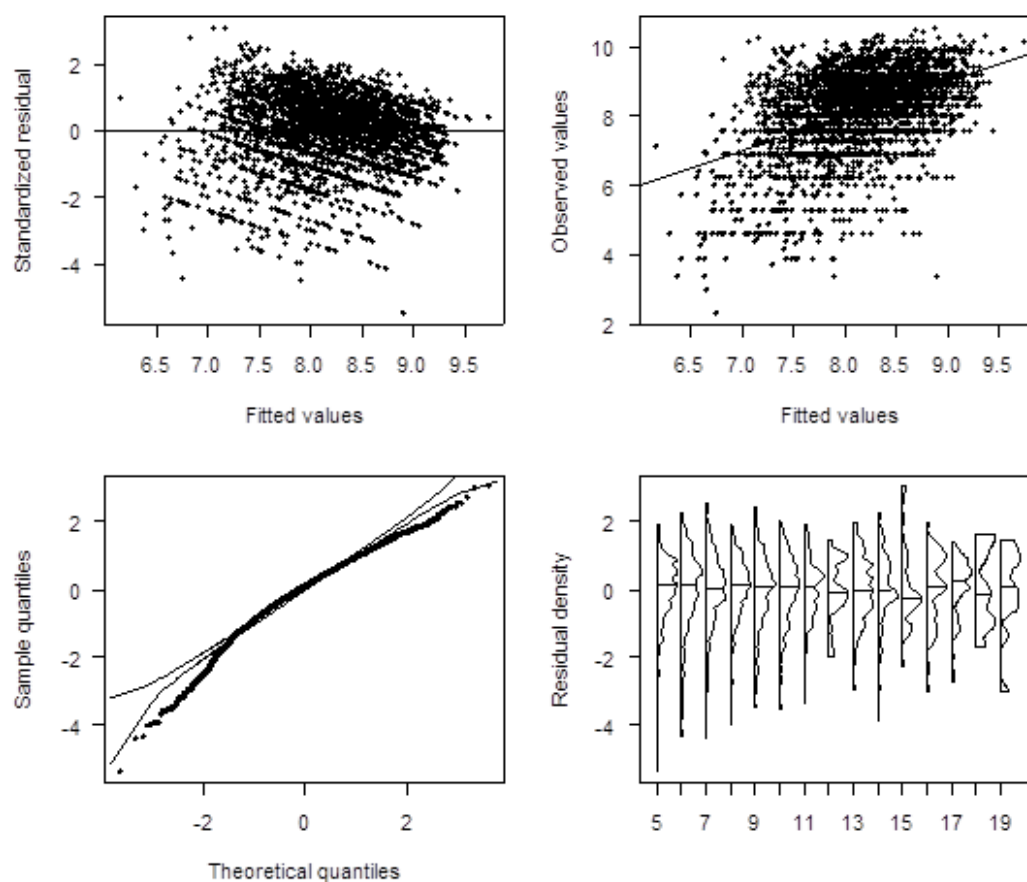 Standardized residual
2
0
-2
-4
6.5 7.0 7.5 8.0 8.5 9.0 9.5
Fitted values
Observed values
10
8
6
4
2
6.5 7.0 7.5 8.0 8.5 9.0 9.5
Fitted values
Sample quantiles
2
0
-2
-4
-2 0 2
Theoretical quantiles
Residual density
2
0
-2
-4
5 7 9 11 13 15 17 19